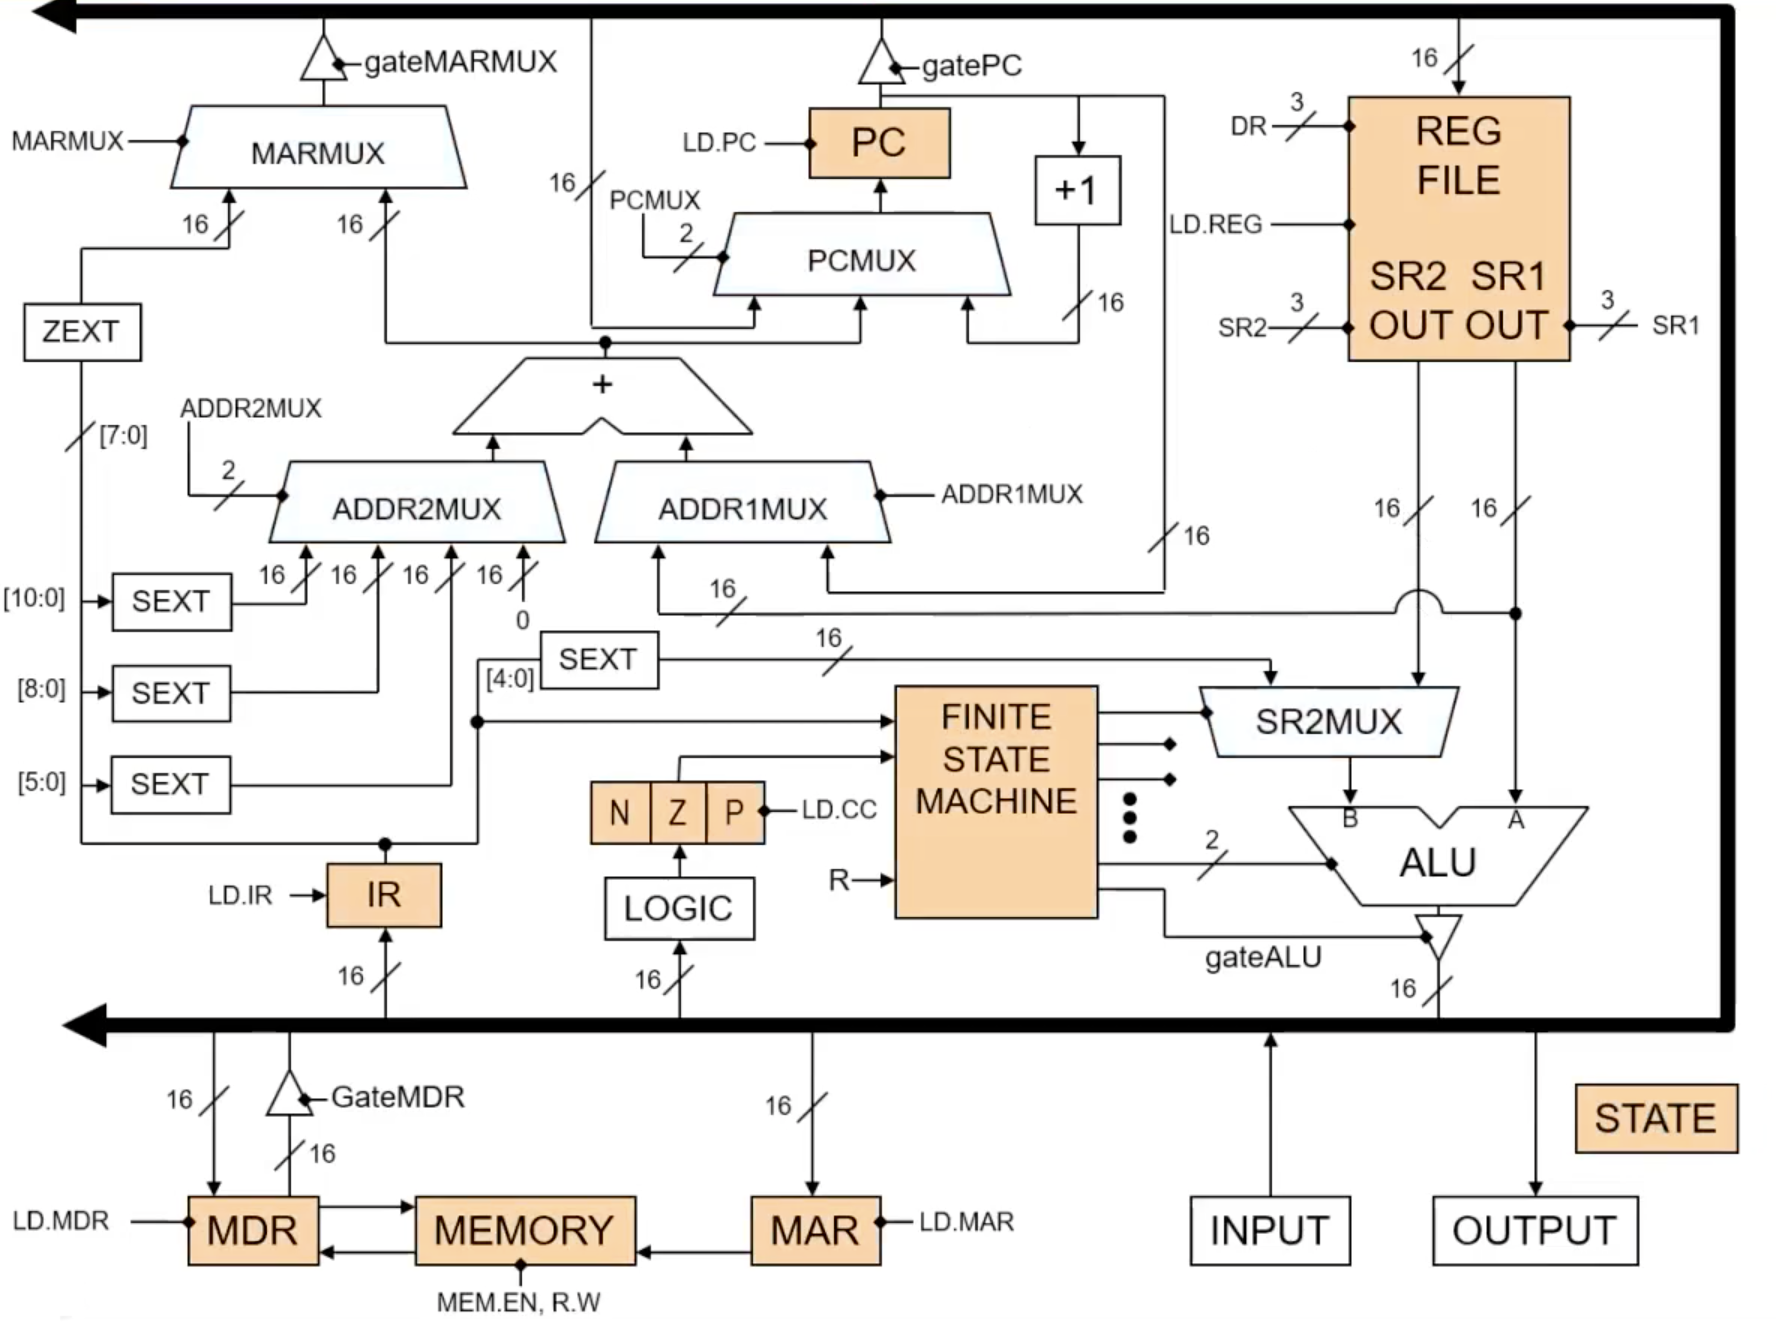 gateMARMUX
gatePC
16
MARMUX
MARMUX
LD.PC
PC
DR
3
REG
FILE
16
16
16
PCMUX
2
PCMUX
+1
16
LD.REG
SR2 SR1
OUT OUT
SR2
3
3
SR1
ZEXT
[7:0]
+
ADDR2MUX
2
ADDR2MUX
ADDR1MUX
ADDR1MUX
16
16
16
16
16
16
16
0
16
[10:0]
SEXT
[8:0]
SEXT
[5:0]
SEXT
[4:0]
SEXT
16
16
FINITE
STATE
MACHINE
SR2MUX
N
Z
P
LD.CC
R
2
B
A
ALU
LD.IR
IR
LOGIC
gateALU
16
16
16
16
GateMDR
16
16
STATE
LD.MDR
MDR
MEMORY
MAR
LD.MAR
INPUT
OUTPUT
MEM.EN, R.W